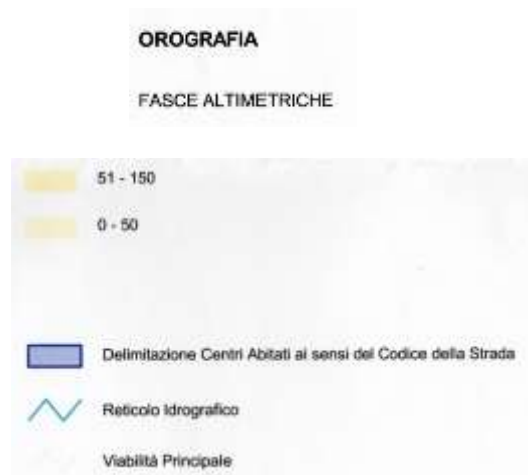 OROGRAFIA
FASCE ALTIMETRICHE
51 - 150
0 - 50
Delimitazione Centri Abitati ai sensi del Codice della Strada
Reticolo Idrografico
Viabilità Principale